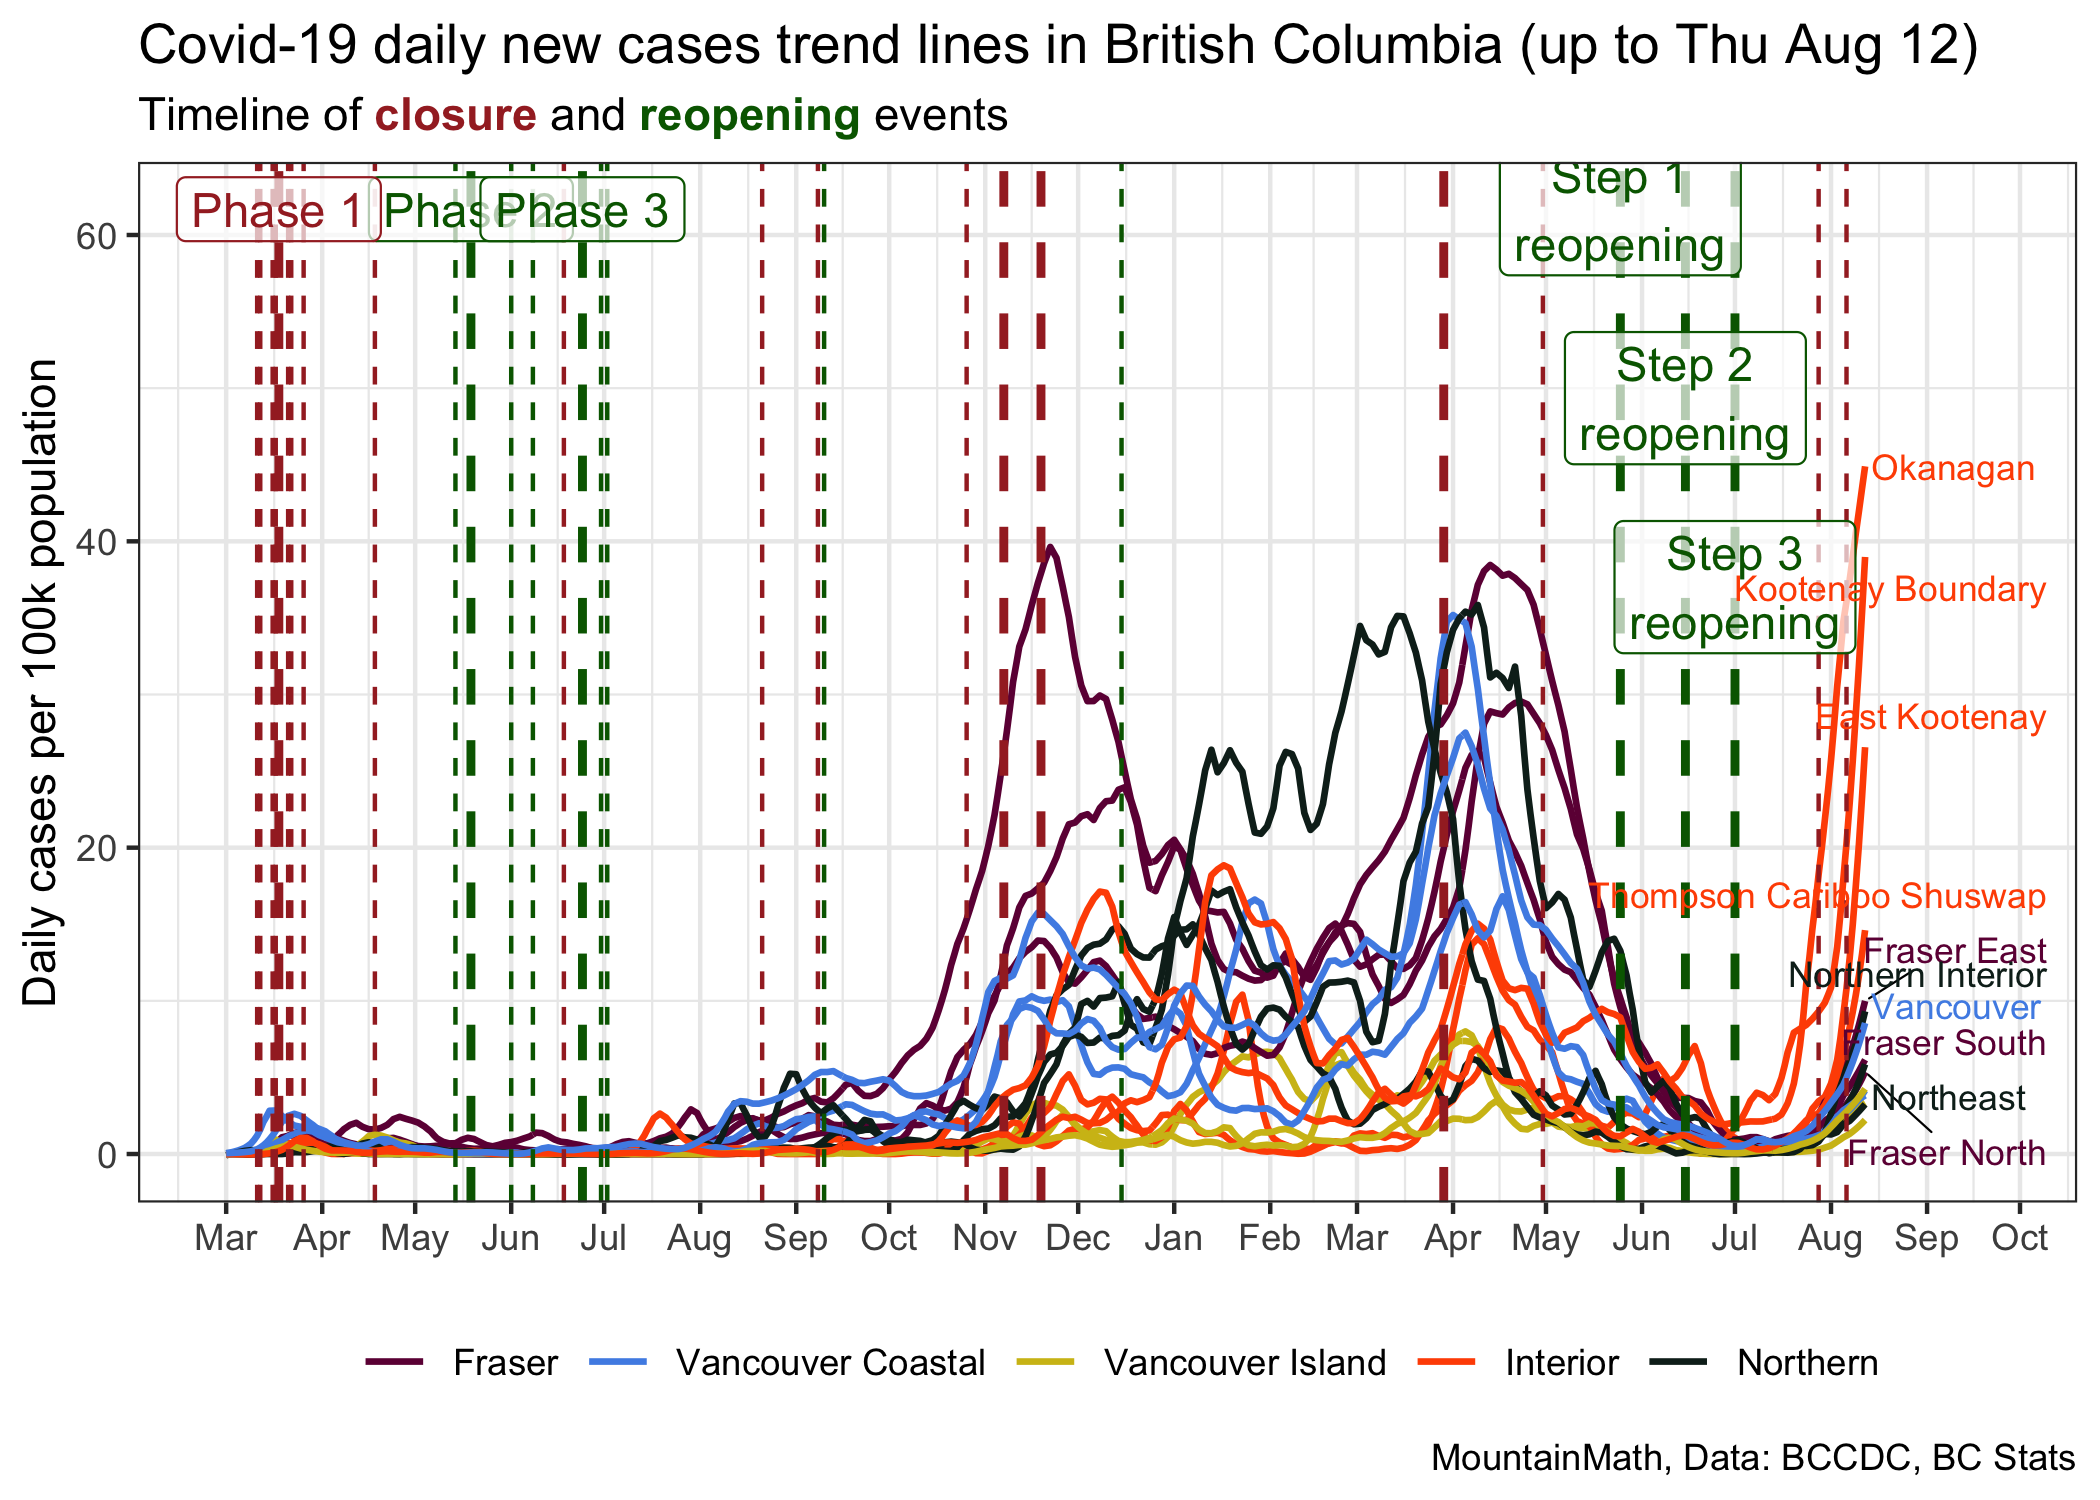 Covid-19 daily new cases trend lines in British Columbia (up to Thu Aug 12)
Timeline of closure and reopening events
Daily cases per 100k population
60
40
20
0
Phase 1
Phase 2
Phase 3
Step 1
reopening
Step 2
reopening
Step 3
reopening
Okanagan
Kootenay Boundary
East Kootenay
Thompson Cariboo Shuswap
Fraser East
Northern Interior
Vancouver
Fraser South
Northeast
Fraser North
Mar Apr May Jun Jul Aug Sep Oct Nov Dec Jan Feb Mar Apr May Jun Jul Aug Sep Oct
Fraser Vancouver Coastal Vancouver Island Interior Northern
MountainMath, Data: BCCDC, BC Stats